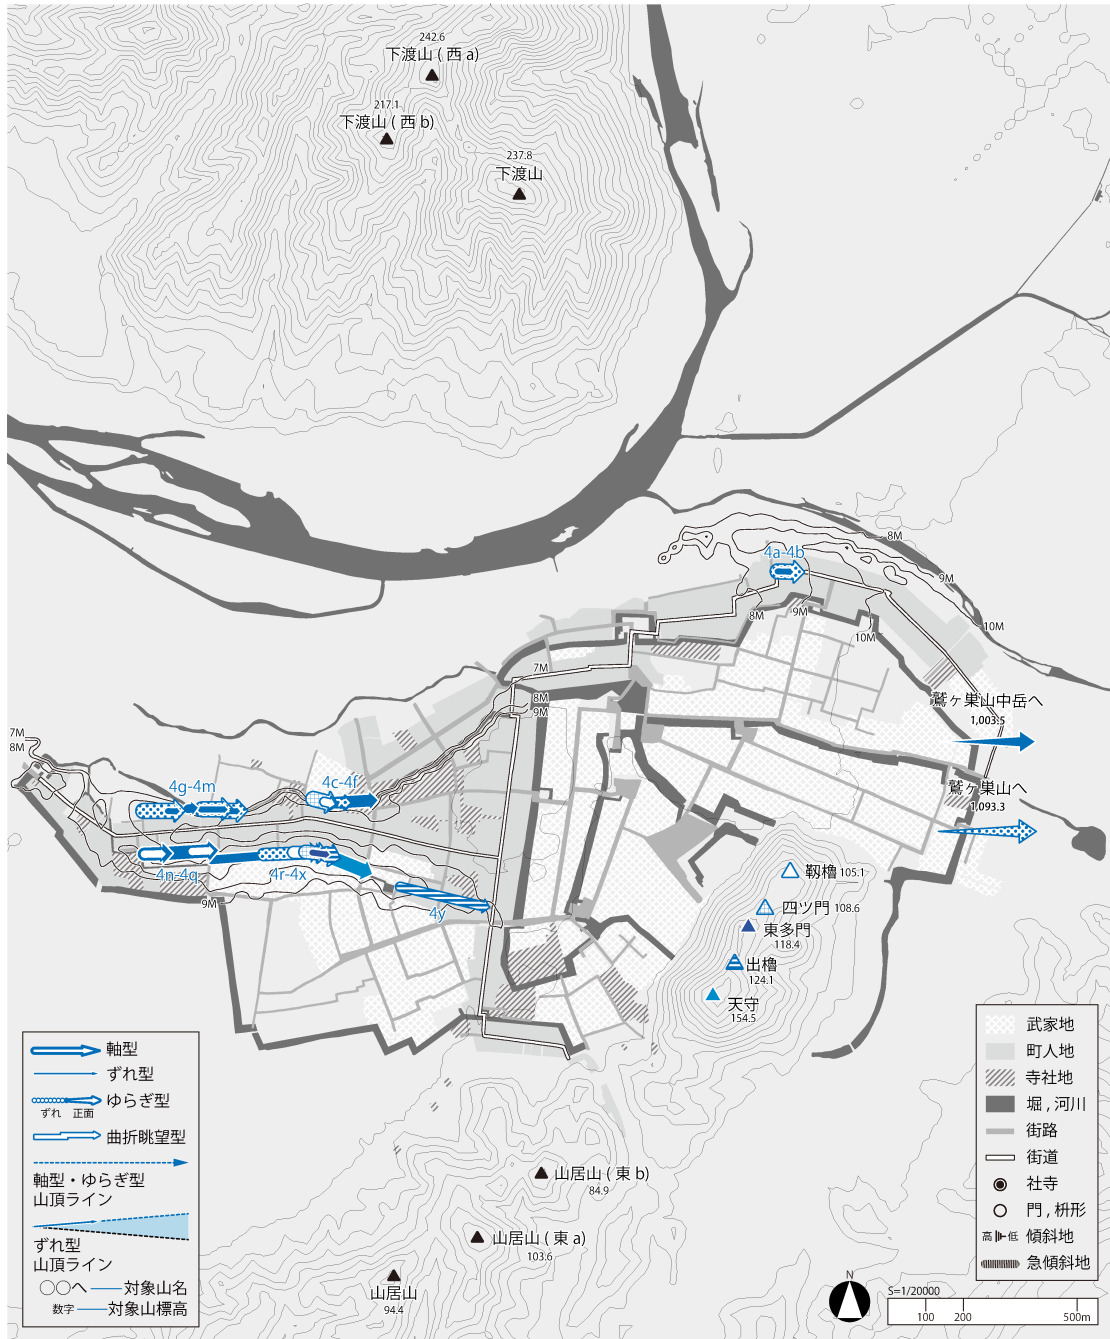 242.6
下渡山 ( 西 a)
217.1
下渡山 ( 西 b)
237.8
下渡山
8M
4a-4b
9M
8M
9M
10M
10M
7M
8M
9M
鷲ヶ巣山中岳へ
1,003.5
7M
8M
4g-4m
4c-4f
鷲ヶ巣山へ
1,093.3
4n-4q
4r-4x
9M
4y
靱櫓 105.1
四ツ門 108.6
東多門
118.4
出櫓
124.1
天守
154.5
軸型
ずれ型
ゆらぎ型
ずれ 正面
曲折眺望型
軸型・ゆらぎ型
山頂ライン
ずれ型
山頂ライン
○○へ 対象山名
数字 対象山標高
武家地
町人地
寺社地
堀 , 河川
街路
街道
社寺
門 , 枡形
高 低 傾斜地
急傾斜地
山居山 ( 東 b)
84.9
山居山 ( 東 a)
103.6
山居山
94.4
N
S=1/20000
100 200 500m